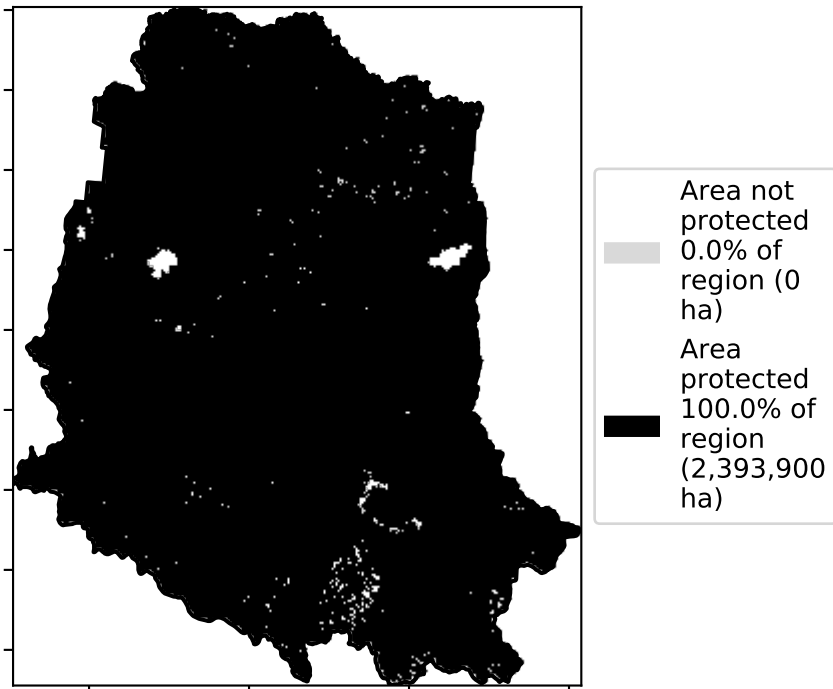 Area not
protected
0.0% of
region (0
ha)
Area
protected
100.0% of
region
(2,393,900
ha)